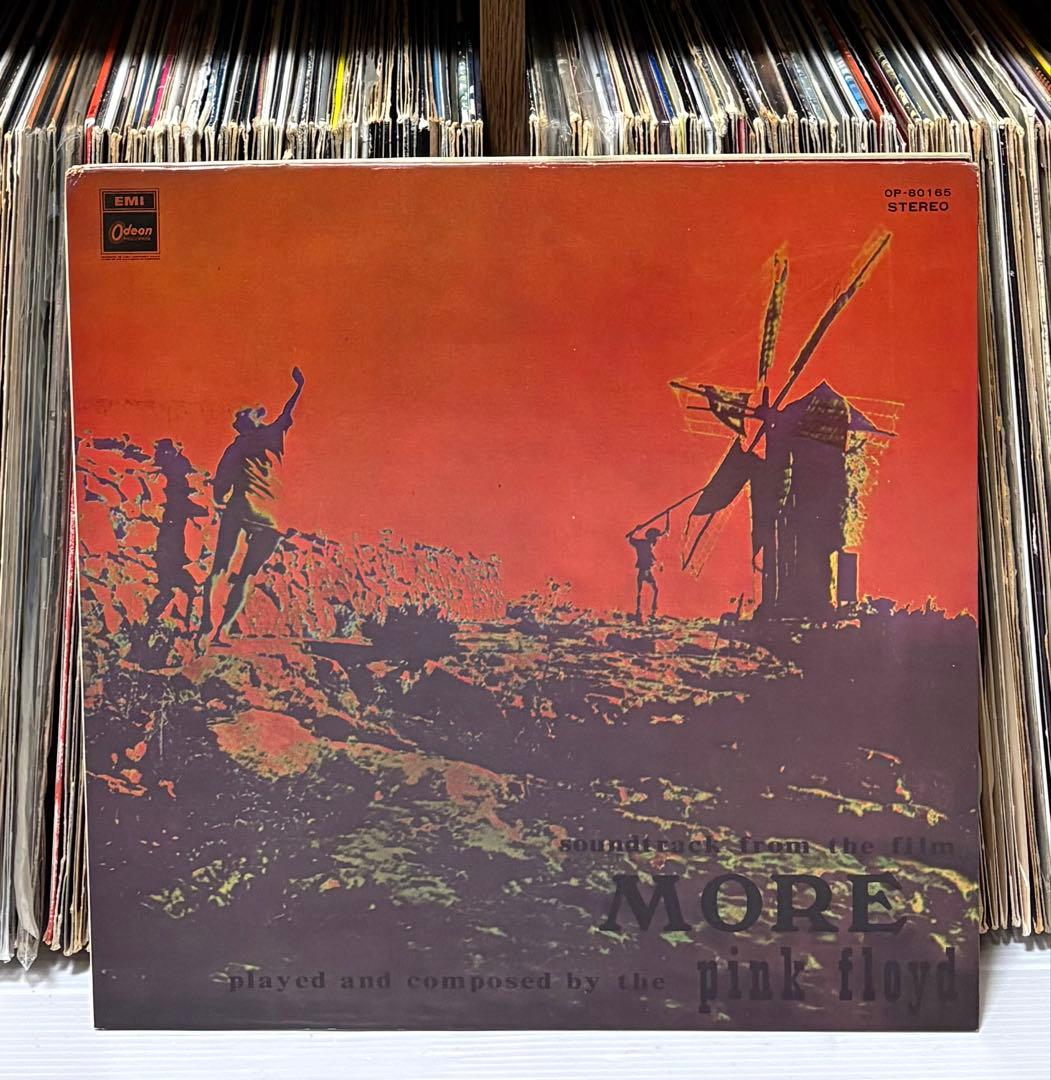 EMI
Odeon
OP-80165
STEREO
soundtrack from the film
MORE
played and composed by the pink floyd